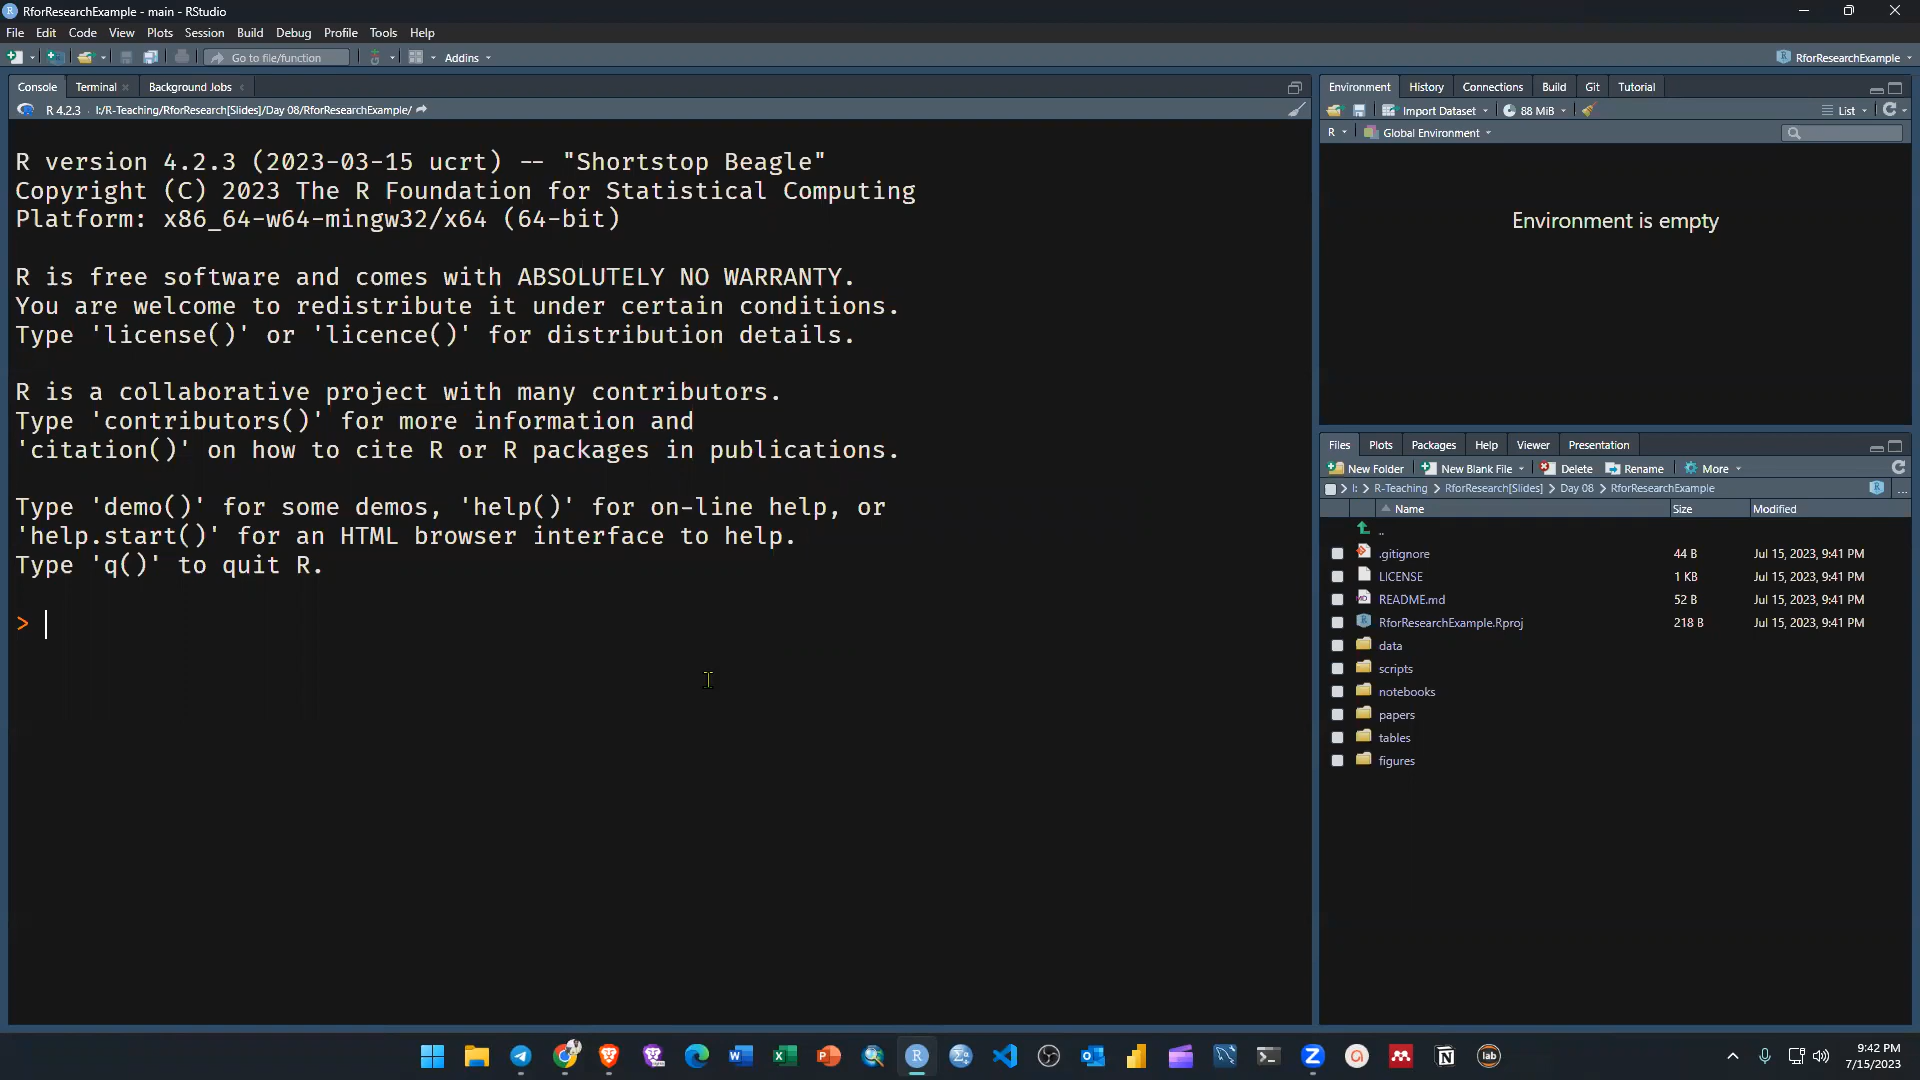 RforResearchExample - main - RStudio
File Edit Code View Plots Session Build Debug Profile Tools Help
Go to file/function Addins RforResearchExample
Console Terminal Background Jobs
R 4.2.3 · I:/R-Teaching/RforResearch[Slides]/Day 08/RforResearchExample/
R version 4.2.3 (2023-03-15 ucrt) -- "Shortstop Beagle"
Copyright (C) 2023 The R Foundation for Statistical Computing
Platform: x86_64-w64-mingw32/x64 (64-bit)
R is free software and comes with ABSOLUTELY NO WARRANTY.
You are welcome to redistribute it under certain conditions.
Type 'license()' or 'licence()' for distribution details.
R is a collaborative project with many contributors.
Type 'contributors()' for more information and
'citation()' on how to cite R or R packages in publications.
Type 'demo()' for some demos, 'help()' for on-line help, or
'help.start()' for an HTML browser interface to help.
Type 'q()' to quit R.
>
Environment History Connections Build Git Tutorial
Import Dataset 88 MiB List
R Global Environment
Environment is empty
Files Plots Packages Help Viewer Presentation
New Folder New Blank File Delete Rename More
I: > R-Teaching > RforResearch[Slides] > Day 08 > RforResearchExample ...
Name Size Modified
..
.gitignore 44 B Jul 15, 2023, 9:41 PM
LICENSE 1 KB Jul 15, 2023, 9:41 PM
README.md 52 B Jul 15, 2023, 9:41 PM
RforResearchExample.Rproj 218 B Jul 15, 2023, 9:41 PM
data
scripts
notebooks
papers
tables
figures
lab
9:42 PM
7/15/2023